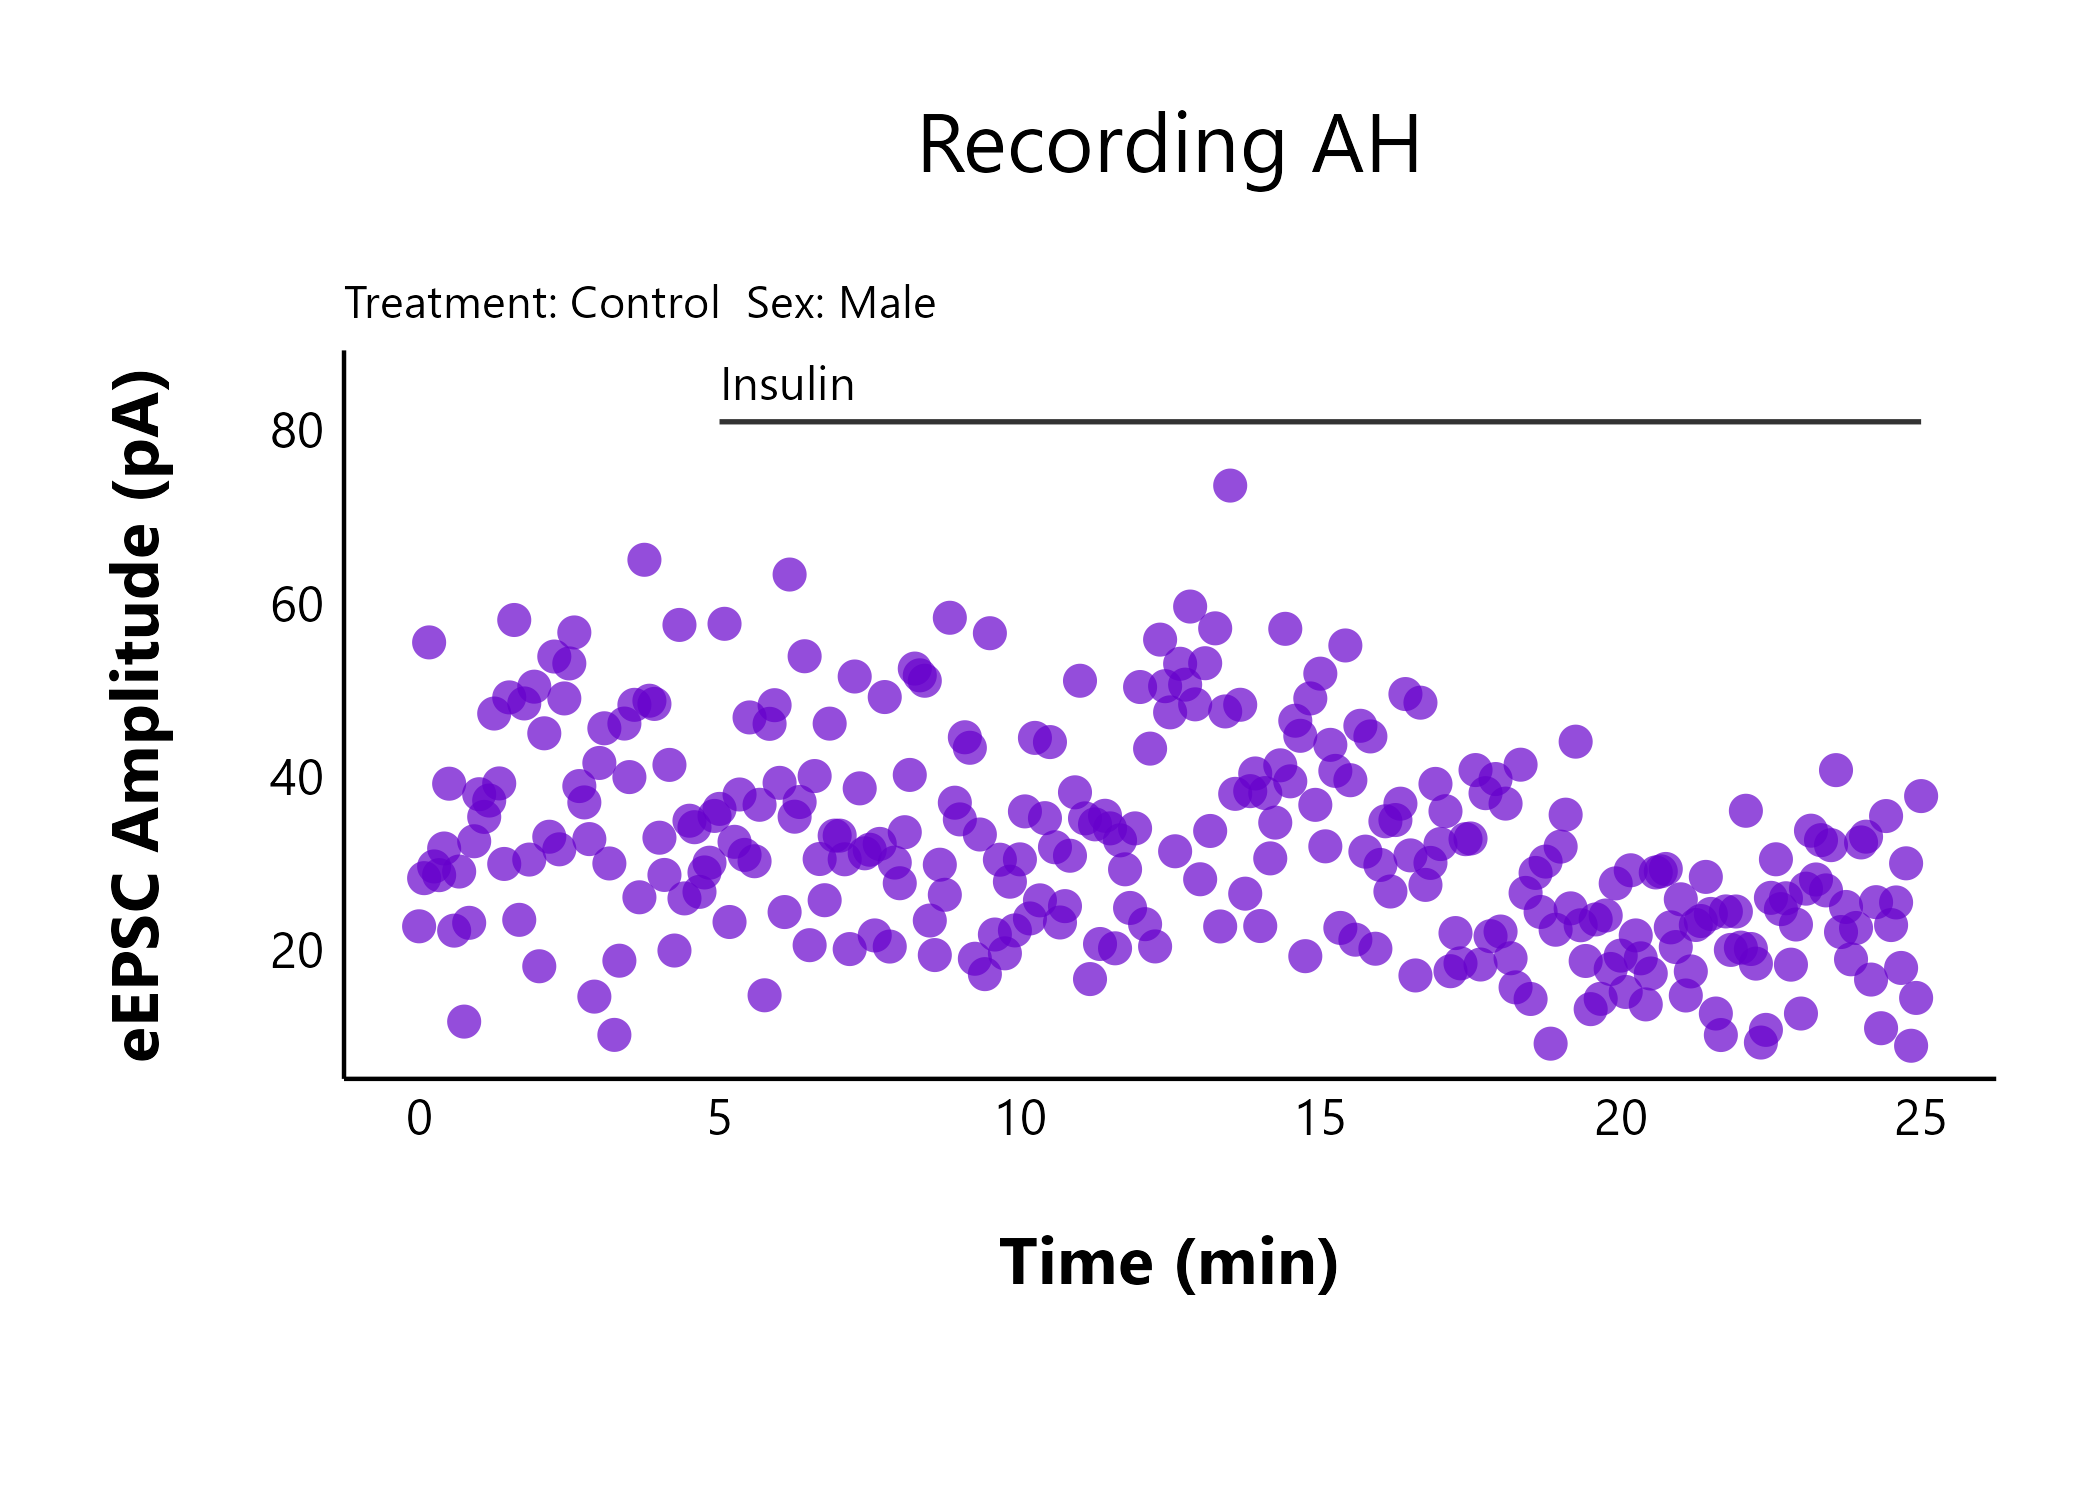 Recording AH
Treatment: Control  Sex: Male
Insulin
eEPSC Amplitude (pA)
80
60
40
20
0 5 10 15 20 25
Time (min)